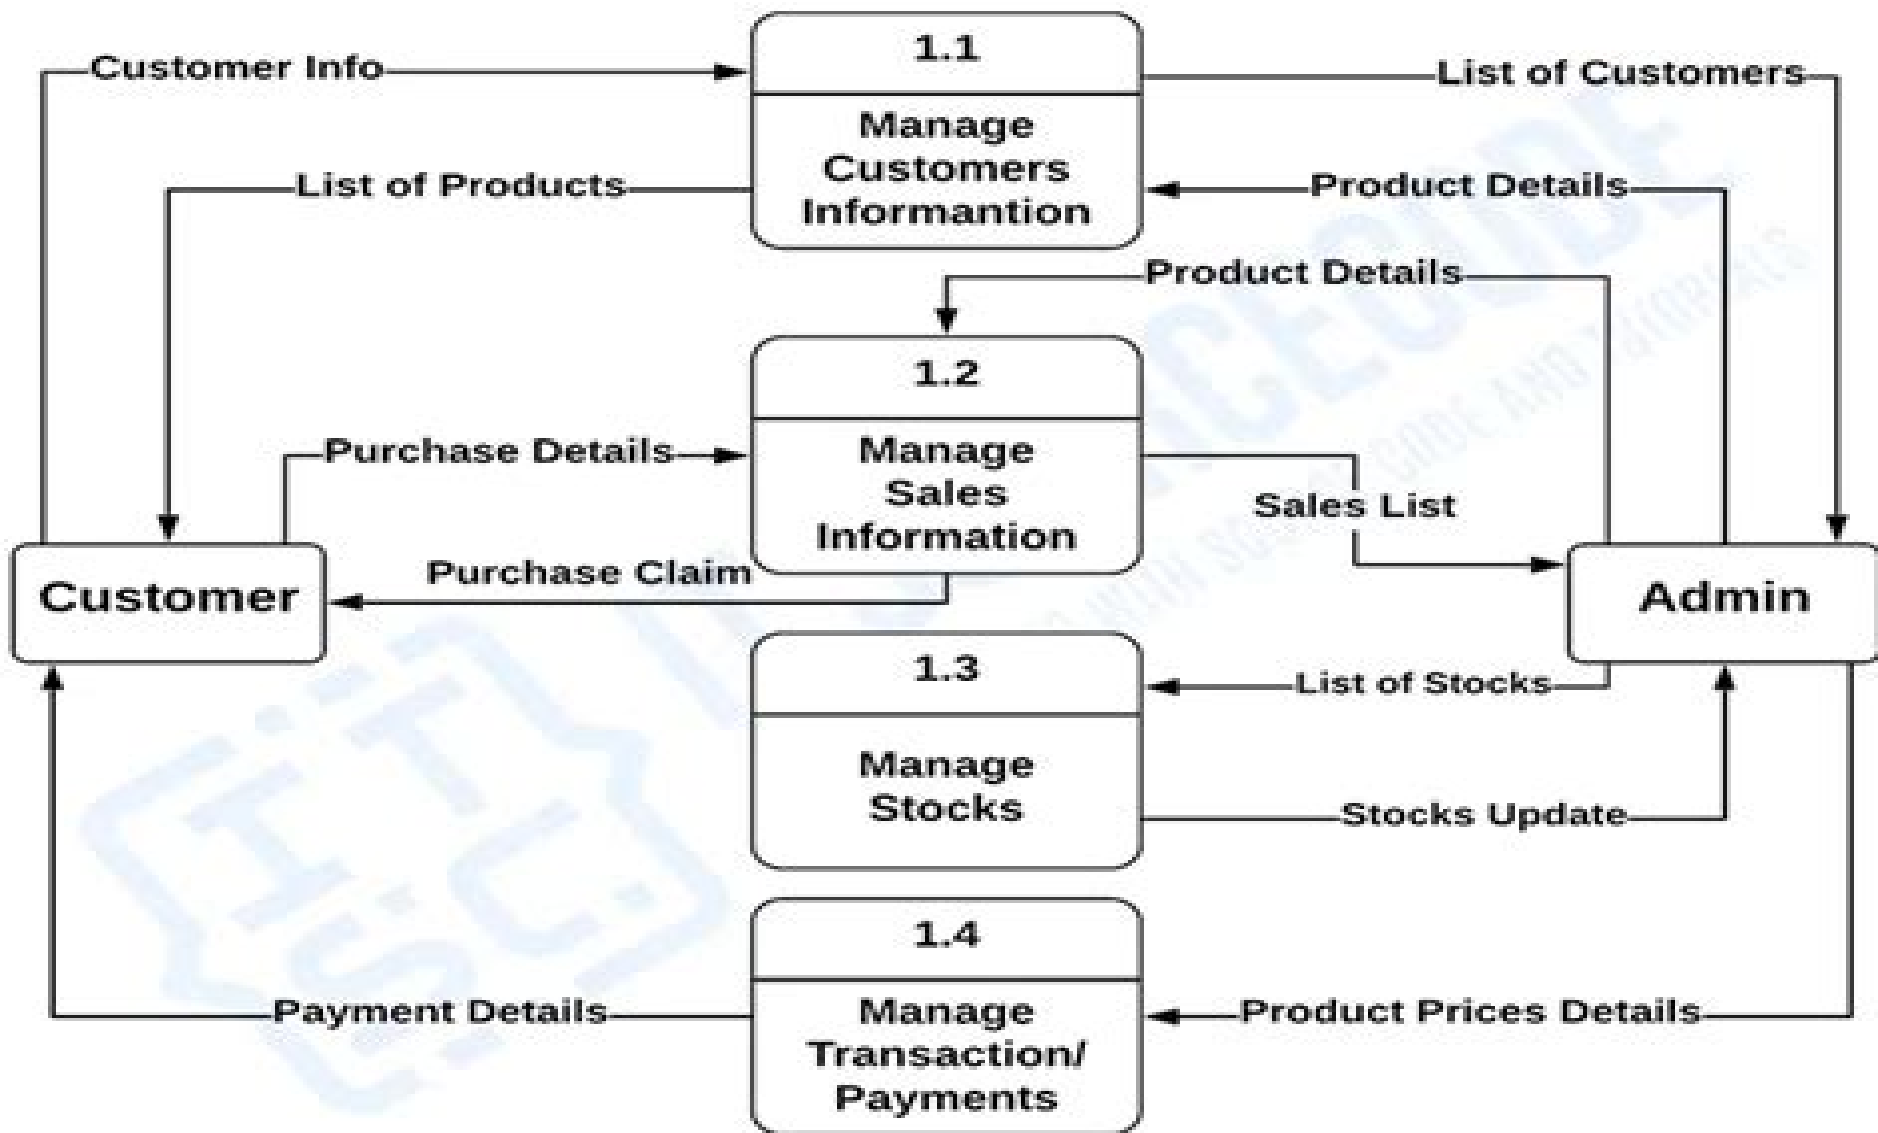 1.1
Customer Info
List of Customers
Manage
Customers
Informantion
List of Products
Product Details
Product Details
1.2
Purchase Details
Manage
Sales
Information
Sales List
Purchase Claim
Customer
Admin
1.3
List of Stocks
Manage
Stocks
Stocks Update
1.4
Payment Details
Manage
Transaction/
Payments
Product Prices Details